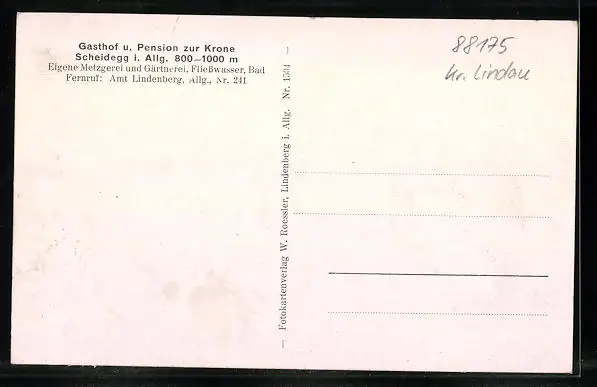 Gasthof u. Pension zur Krone
Scheidegg i. Allg. 800–1000 m
Eigene Metzgerei und Gärtnerei, Fließwasser, Bad
Fernruf: Amt Lindenberg, Allg., Nr. 241
— Fotokartenverlag W. Roessler, Lindenberg i. Allg. Nr. 1504 —
88175
Kr. Lindau